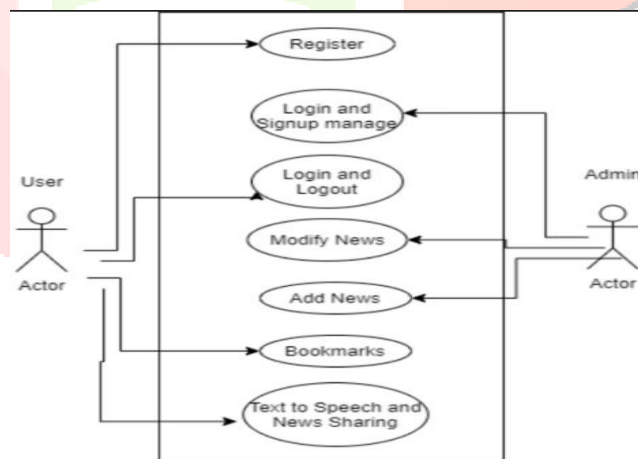 Register
Login and
Signup manage
Login and
Logout
User
Admin
Modify News
Actor
Actor
Add News
Bookmarks
Text to Speech and
News Sharing